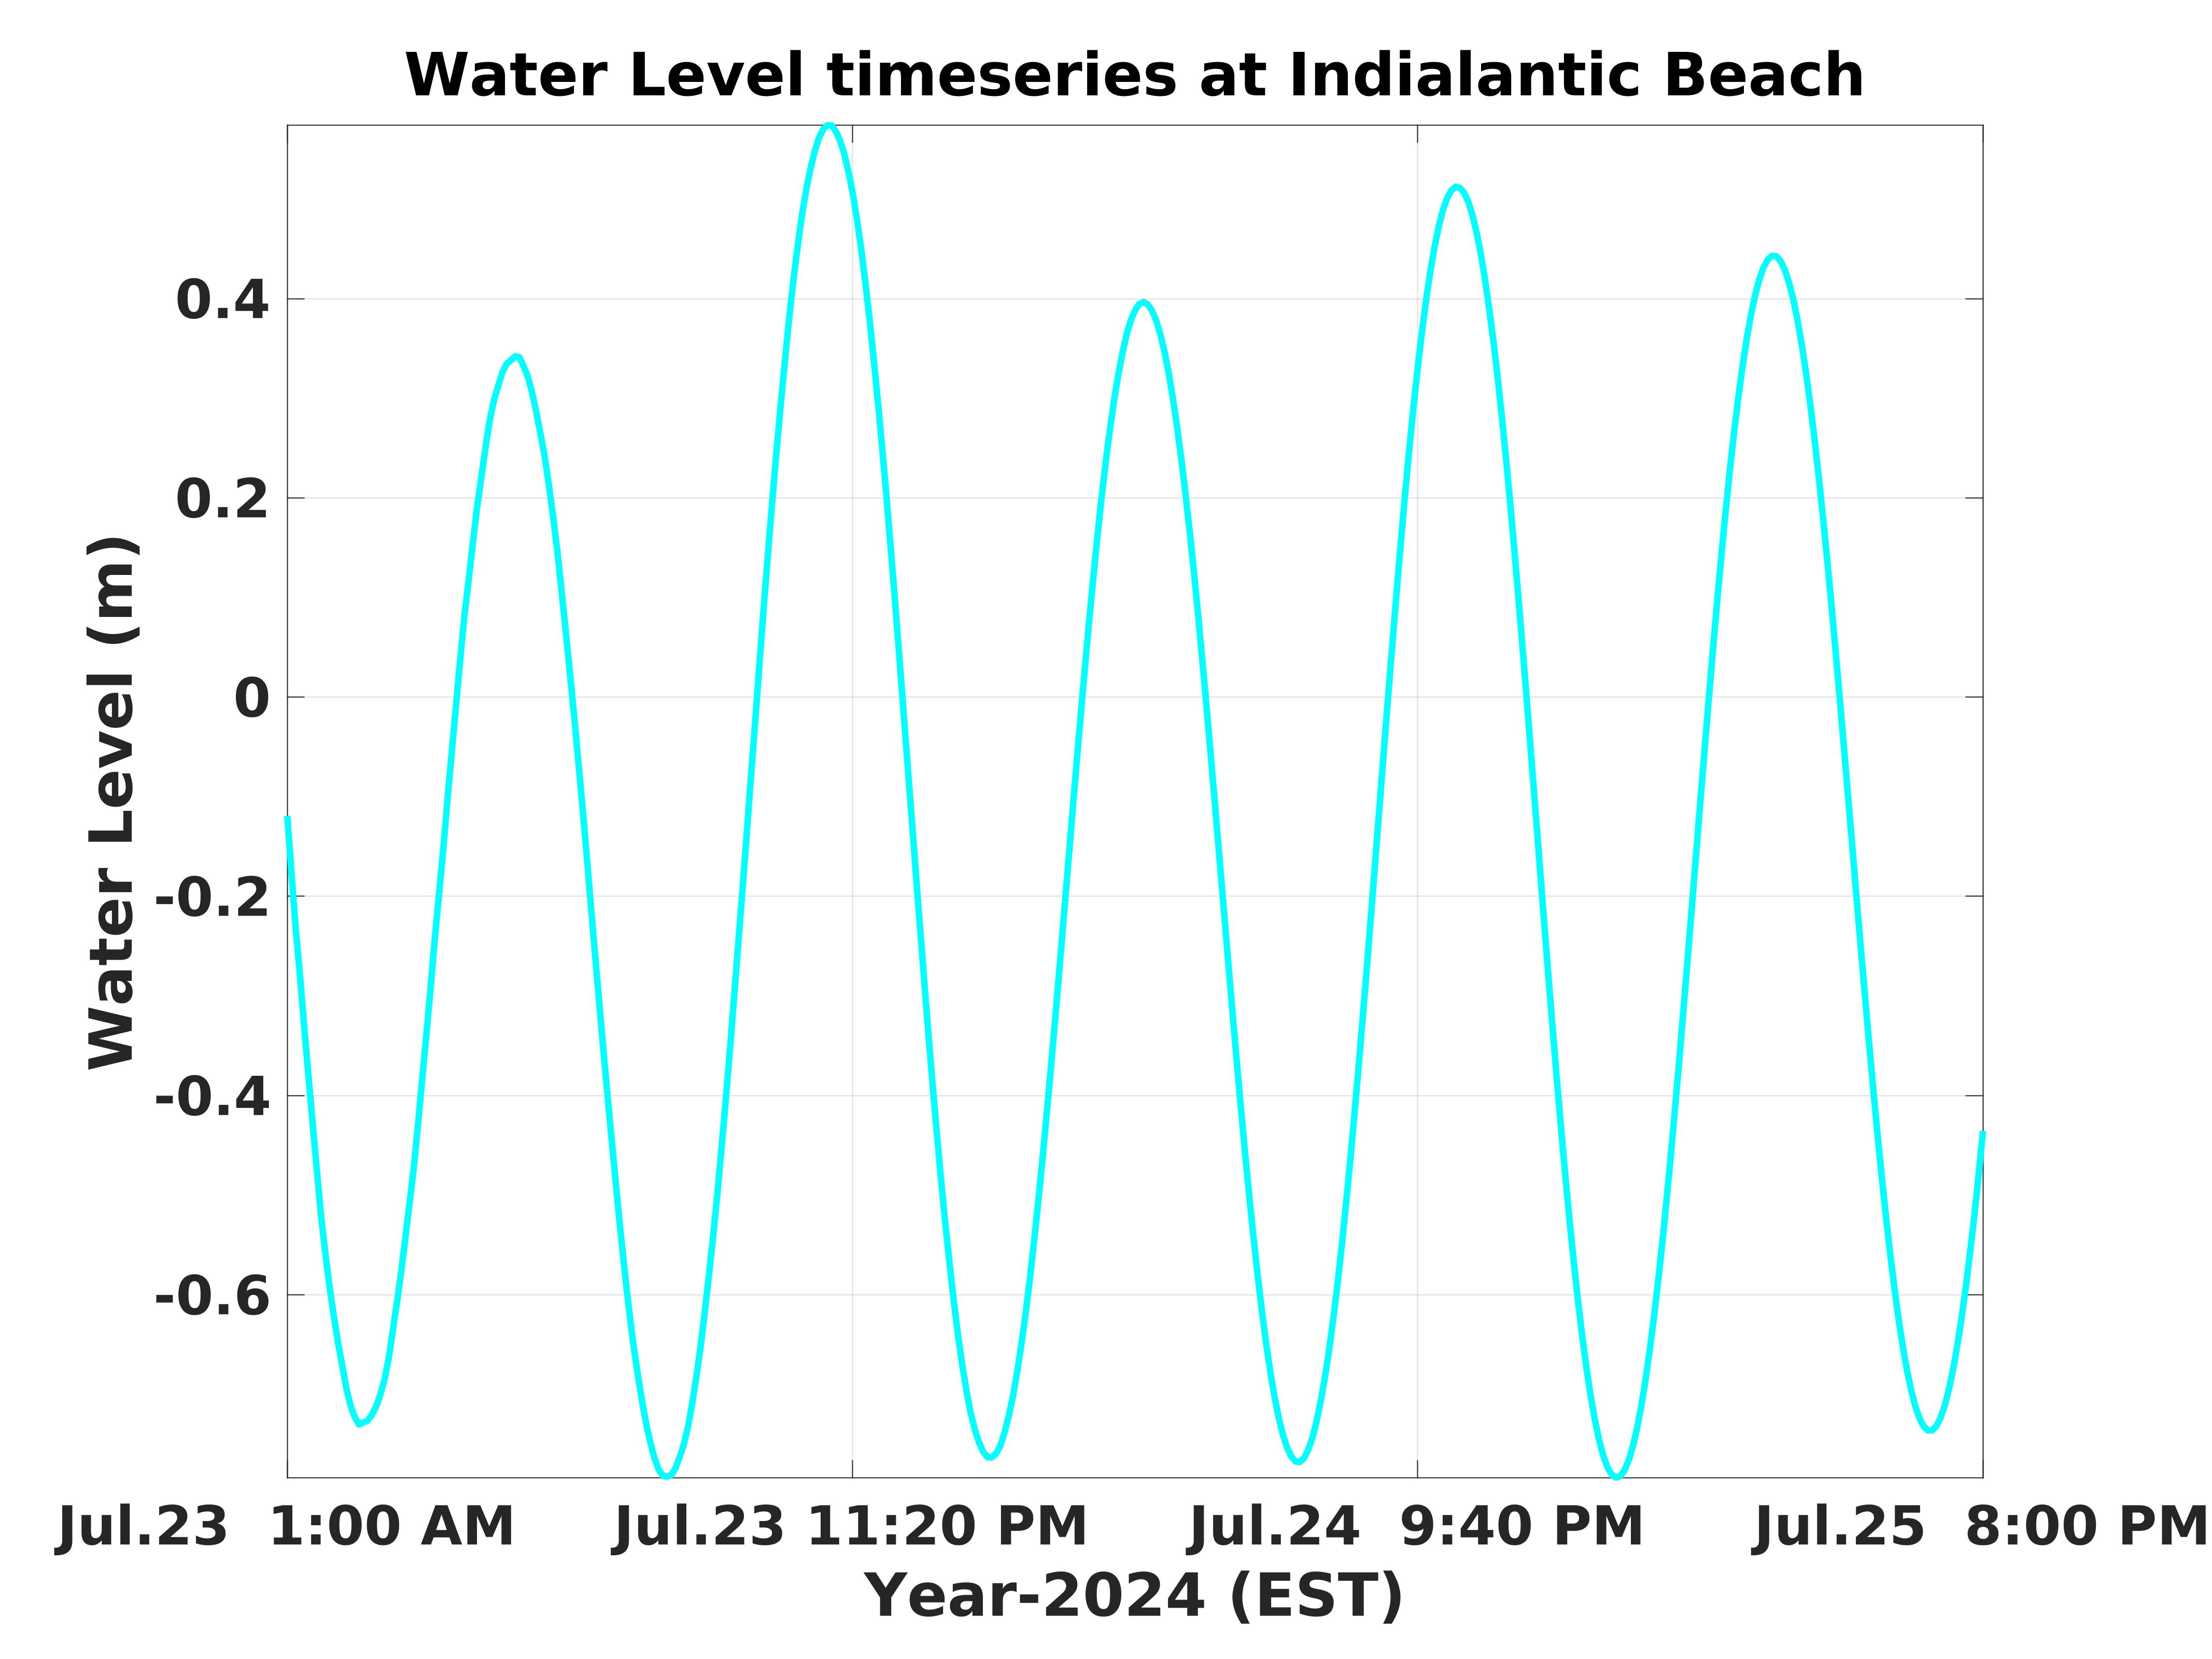 Water Level timeseries at Indialantic Beach
Water Level (m)
0.4
0.2
0
-0.2
-0.4
-0.6
Jul.23 1:00 AM
Jul.23 11:20 PM
Jul.24 9:40 PM
Jul.25 8:00 PM
Year-2024 (EST)